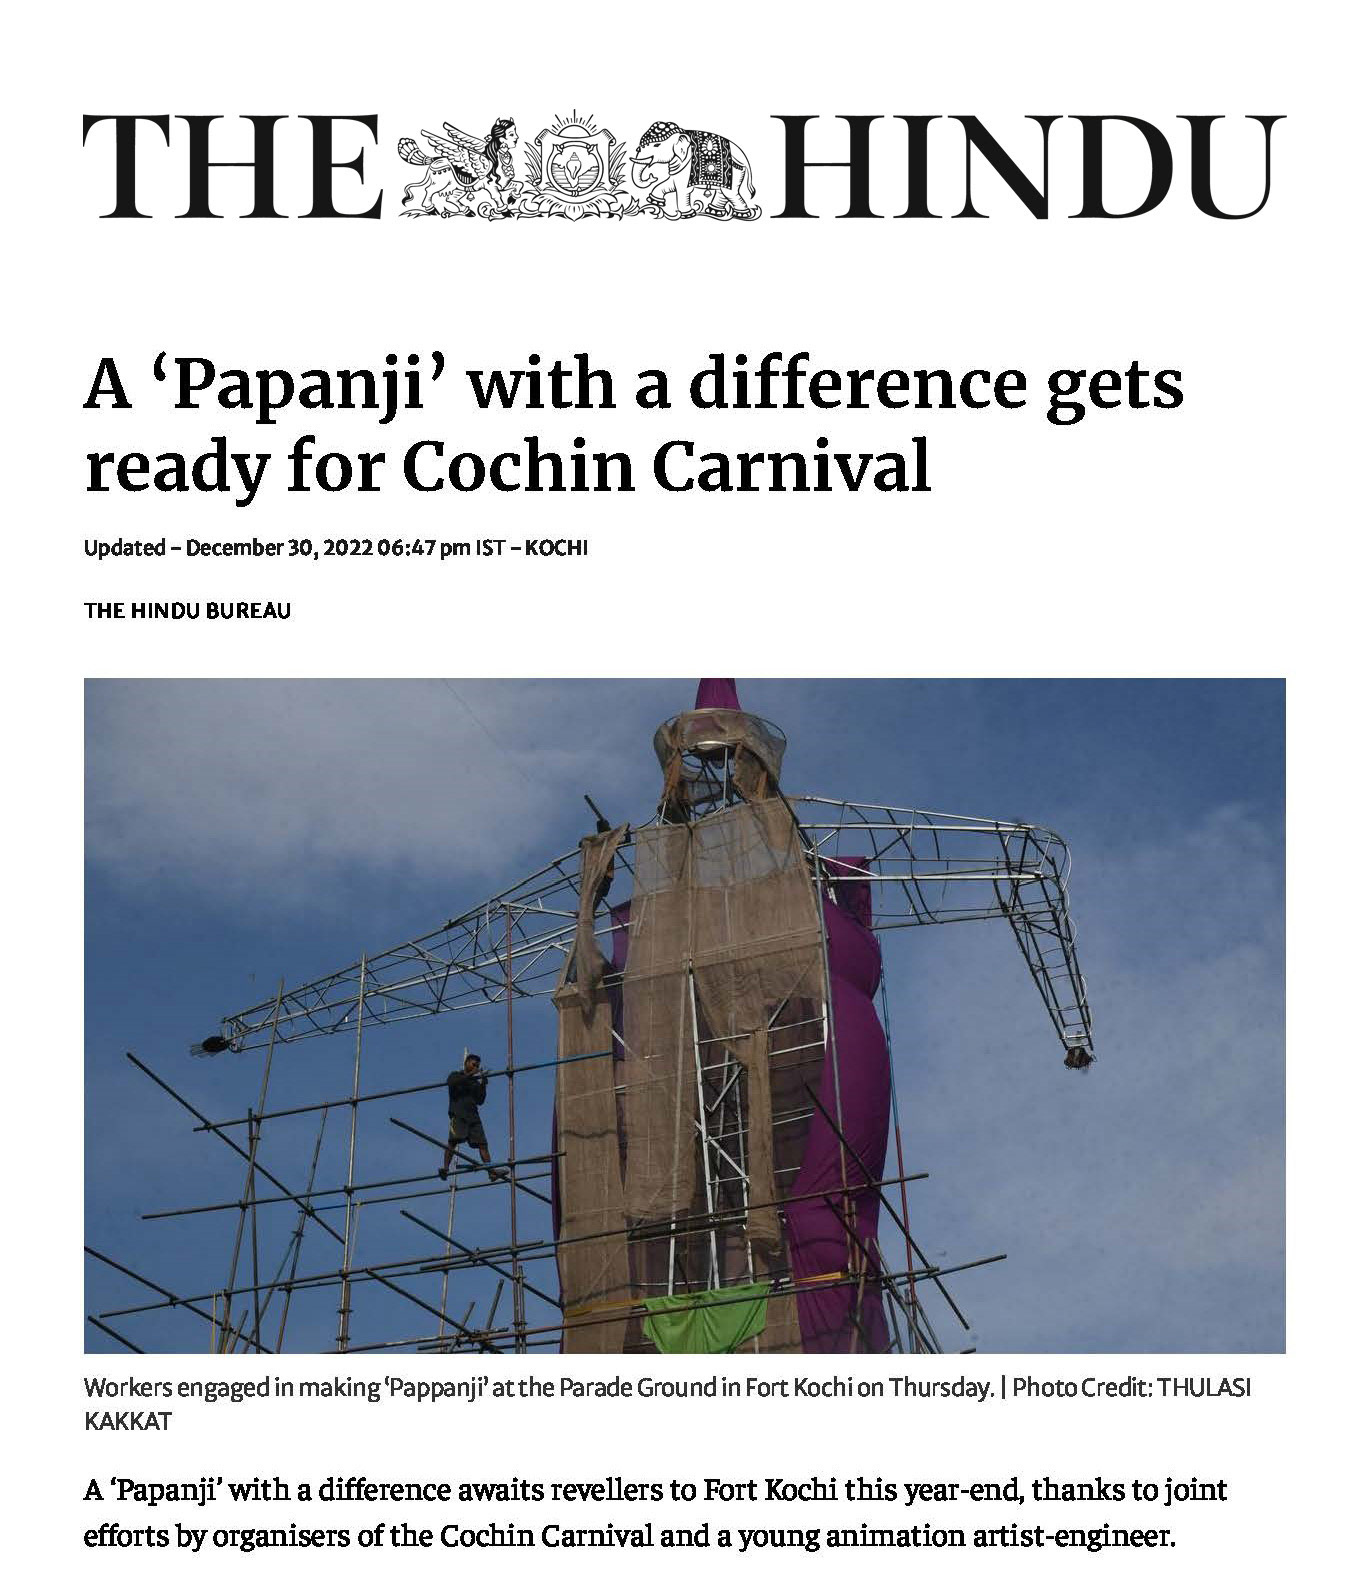 THE HINDU
A ‘Papanji’ with a difference gets
ready for Cochin Carnival
Updated - December 30, 2022 06:47 pm IST - KOCHI
THE HINDU BUREAU
Workers engaged in making ‘Pappanji’ at the Parade Ground in Fort Kochi on Thursday. | Photo Credit: THULASI
KAKKAT
A ‘Papanji’ with a difference awaits revellers to Fort Kochi this year-end, thanks to joint
efforts by organisers of the Cochin Carnival and a young animation artist-engineer.